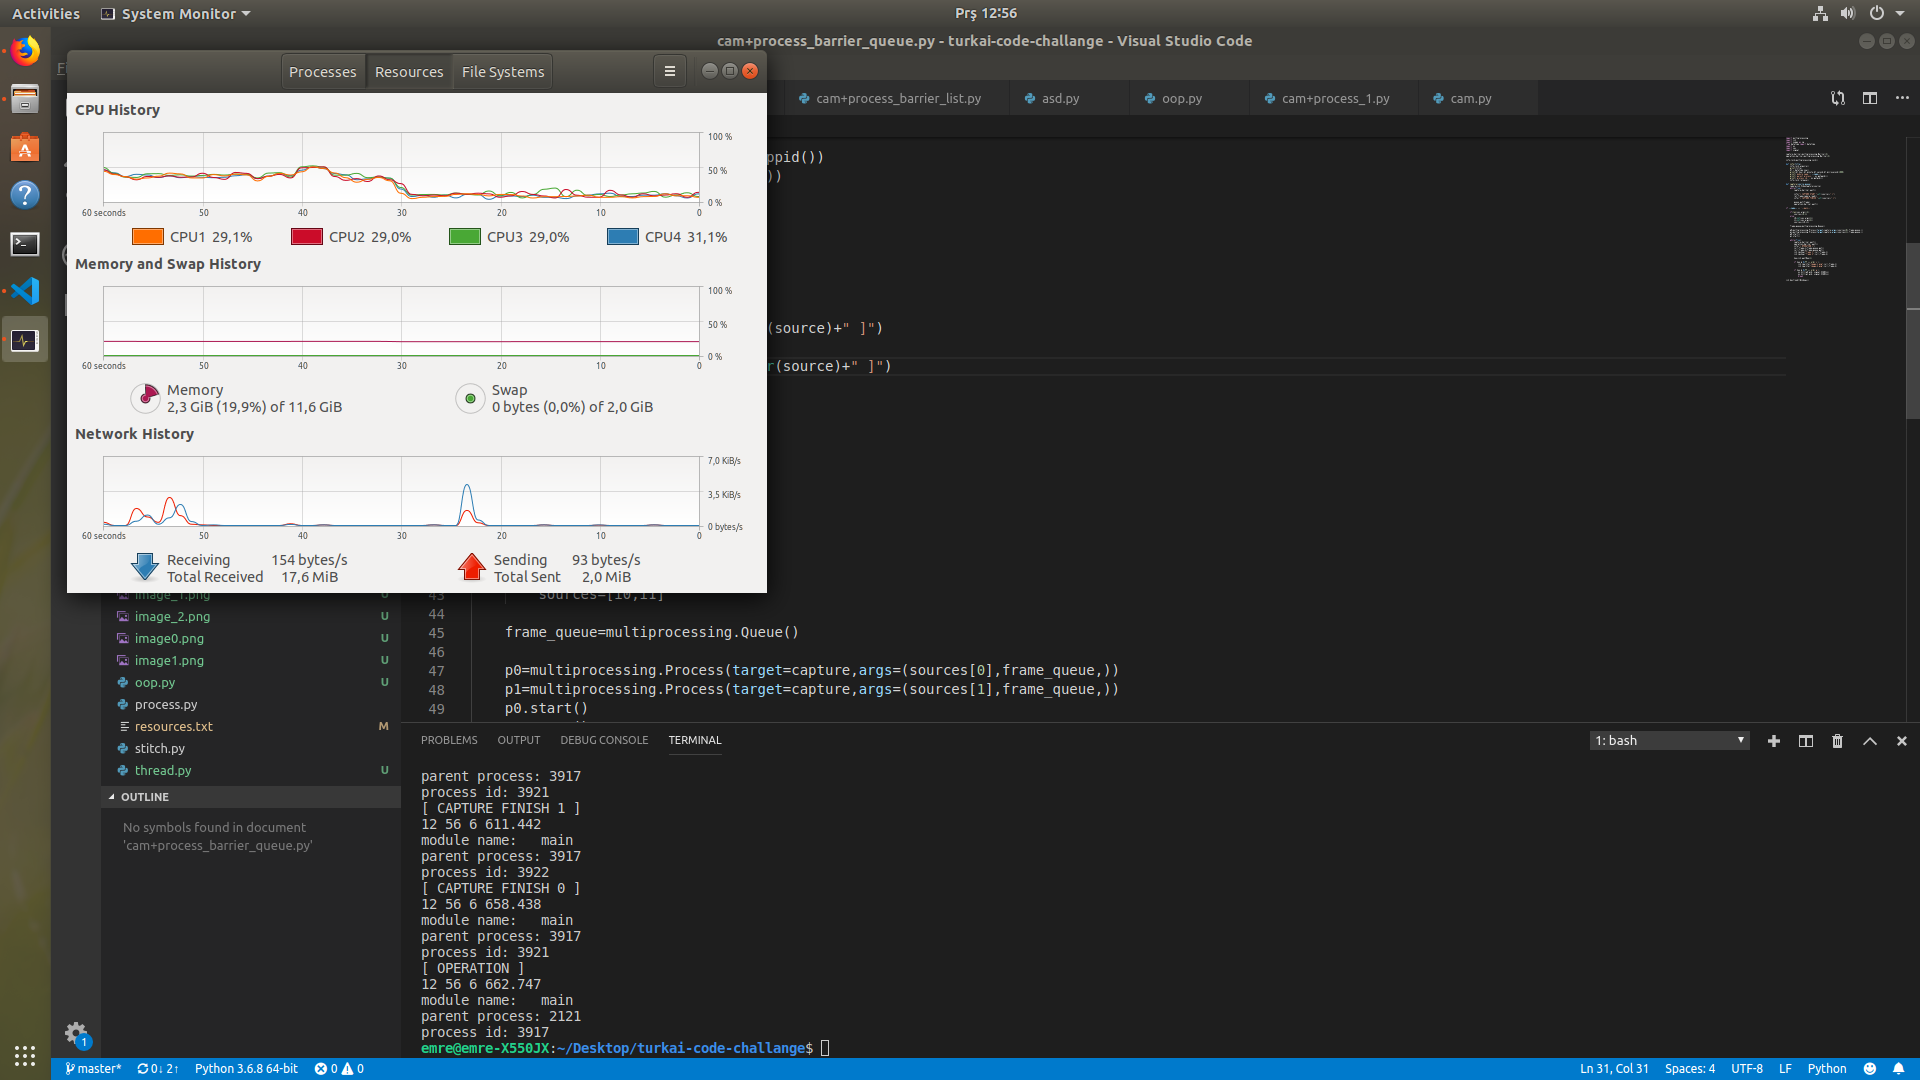 Activities
System Monitor
Prş 12:56
cam+process_barrier_queue.py - turkai-code-challange - Visual Studio Code
Processes
Resources
File Systems
cam+process_barrier_list.py
asd.py
oop.py
cam+process_1.py
cam.py
CPU History
100 %
50 %
0 %
60 seconds 50 40 30 20 10 0
CPU1 29,1% CPU2 29,0% CPU3 29,0% CPU4 31,1%
Memory and Swap History
100 %
50 %
0 %
60 seconds 50 40 30 20 10 0
Memory
2,3 GiB (19,9%) of 11,6 GiB
Swap
0 bytes (0,0%) of 2,0 GiB
Network History
7,0 KiB/s
3,5 KiB/s
0 bytes/s
60 seconds 50 40 30 20 10 0
Receiving 154 bytes/s
Total Received 17,6 MiB
Sending 93 bytes/s
Total Sent 2,0 MiB
ppid())
))
(source)+" ]")
r(source)+" ]")
image_1.png U
image_2.png U
image0.png U
image1.png U
oop.py U
process.py
resources.txt M
stitch.py
thread.py U
OUTLINE
No symbols found in document
'cam+process_barrier_queue.py'
43 sources=[10,11]
44
45 frame_queue=multiprocessing.Queue()
46
47 p0=multiprocessing.Process(target=capture,args=(sources[0],frame_queue,))
48 p1=multiprocessing.Process(target=capture,args=(sources[1],frame_queue,))
49 p0.start()
PROBLEMS OUTPUT DEBUG CONSOLE TERMINAL
1: bash
parent process: 3917
process id: 3921
[ CAPTURE FINISH 1 ]
12 56 6 611.442
module name: main
parent process: 3917
process id: 3922
[ CAPTURE FINISH 0 ]
12 56 6 658.438
module name: main
parent process: 3917
process id: 3921
[ OPERATION ]
12 56 6 662.747
module name: main
parent process: 2121
process id: 3917
emre@emre-X550JX:~/Desktop/turkai-code-challange$
1
master* 0↓ 2↑ Python 3.6.8 64-bit 0 0
Ln 31, Col 31 Spaces: 4 UTF-8 LF Python